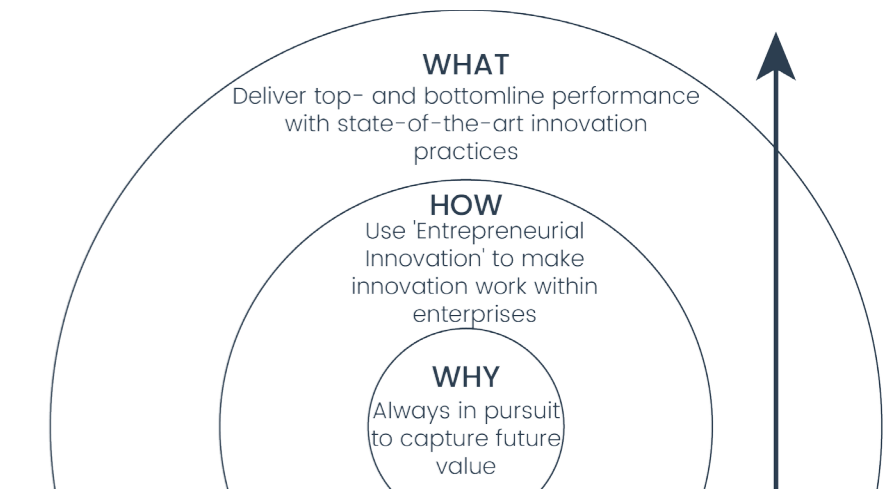 WHAT
Deliver top- and bottomline performance
with state-of-the-art innovation
practices
HOW
Use 'Entrepreneurial
Innovation' to make
innovation work within
enterprises
WHY
Always in pursuit
to capture future
value